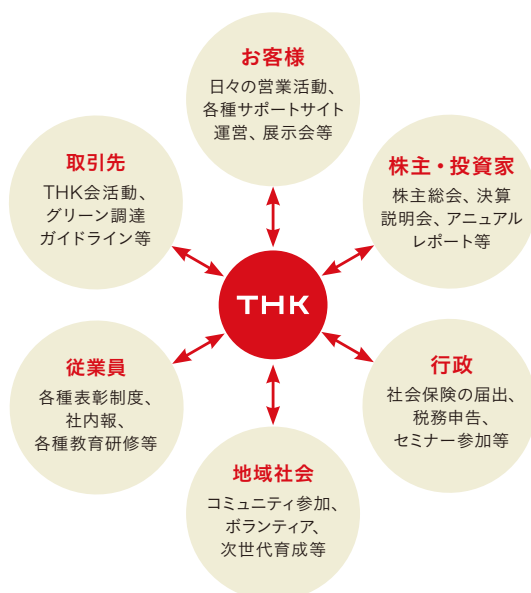 お客様
日々の営業活動、
各種サポートサイト
運営、展示会等
取引先
THK会活動、
グリーン調達
ガイドライン等
株主・投資家
株主総会、決算
説明会、アニュアル
レポート等
THK
従業員
各種表彰制度、
社内報、
各種教育研修等
行政
社会保険の届出、
税務申告、
セミナー参加等
地域社会
コミュニティ参加、
ボランティア、
次世代育成等